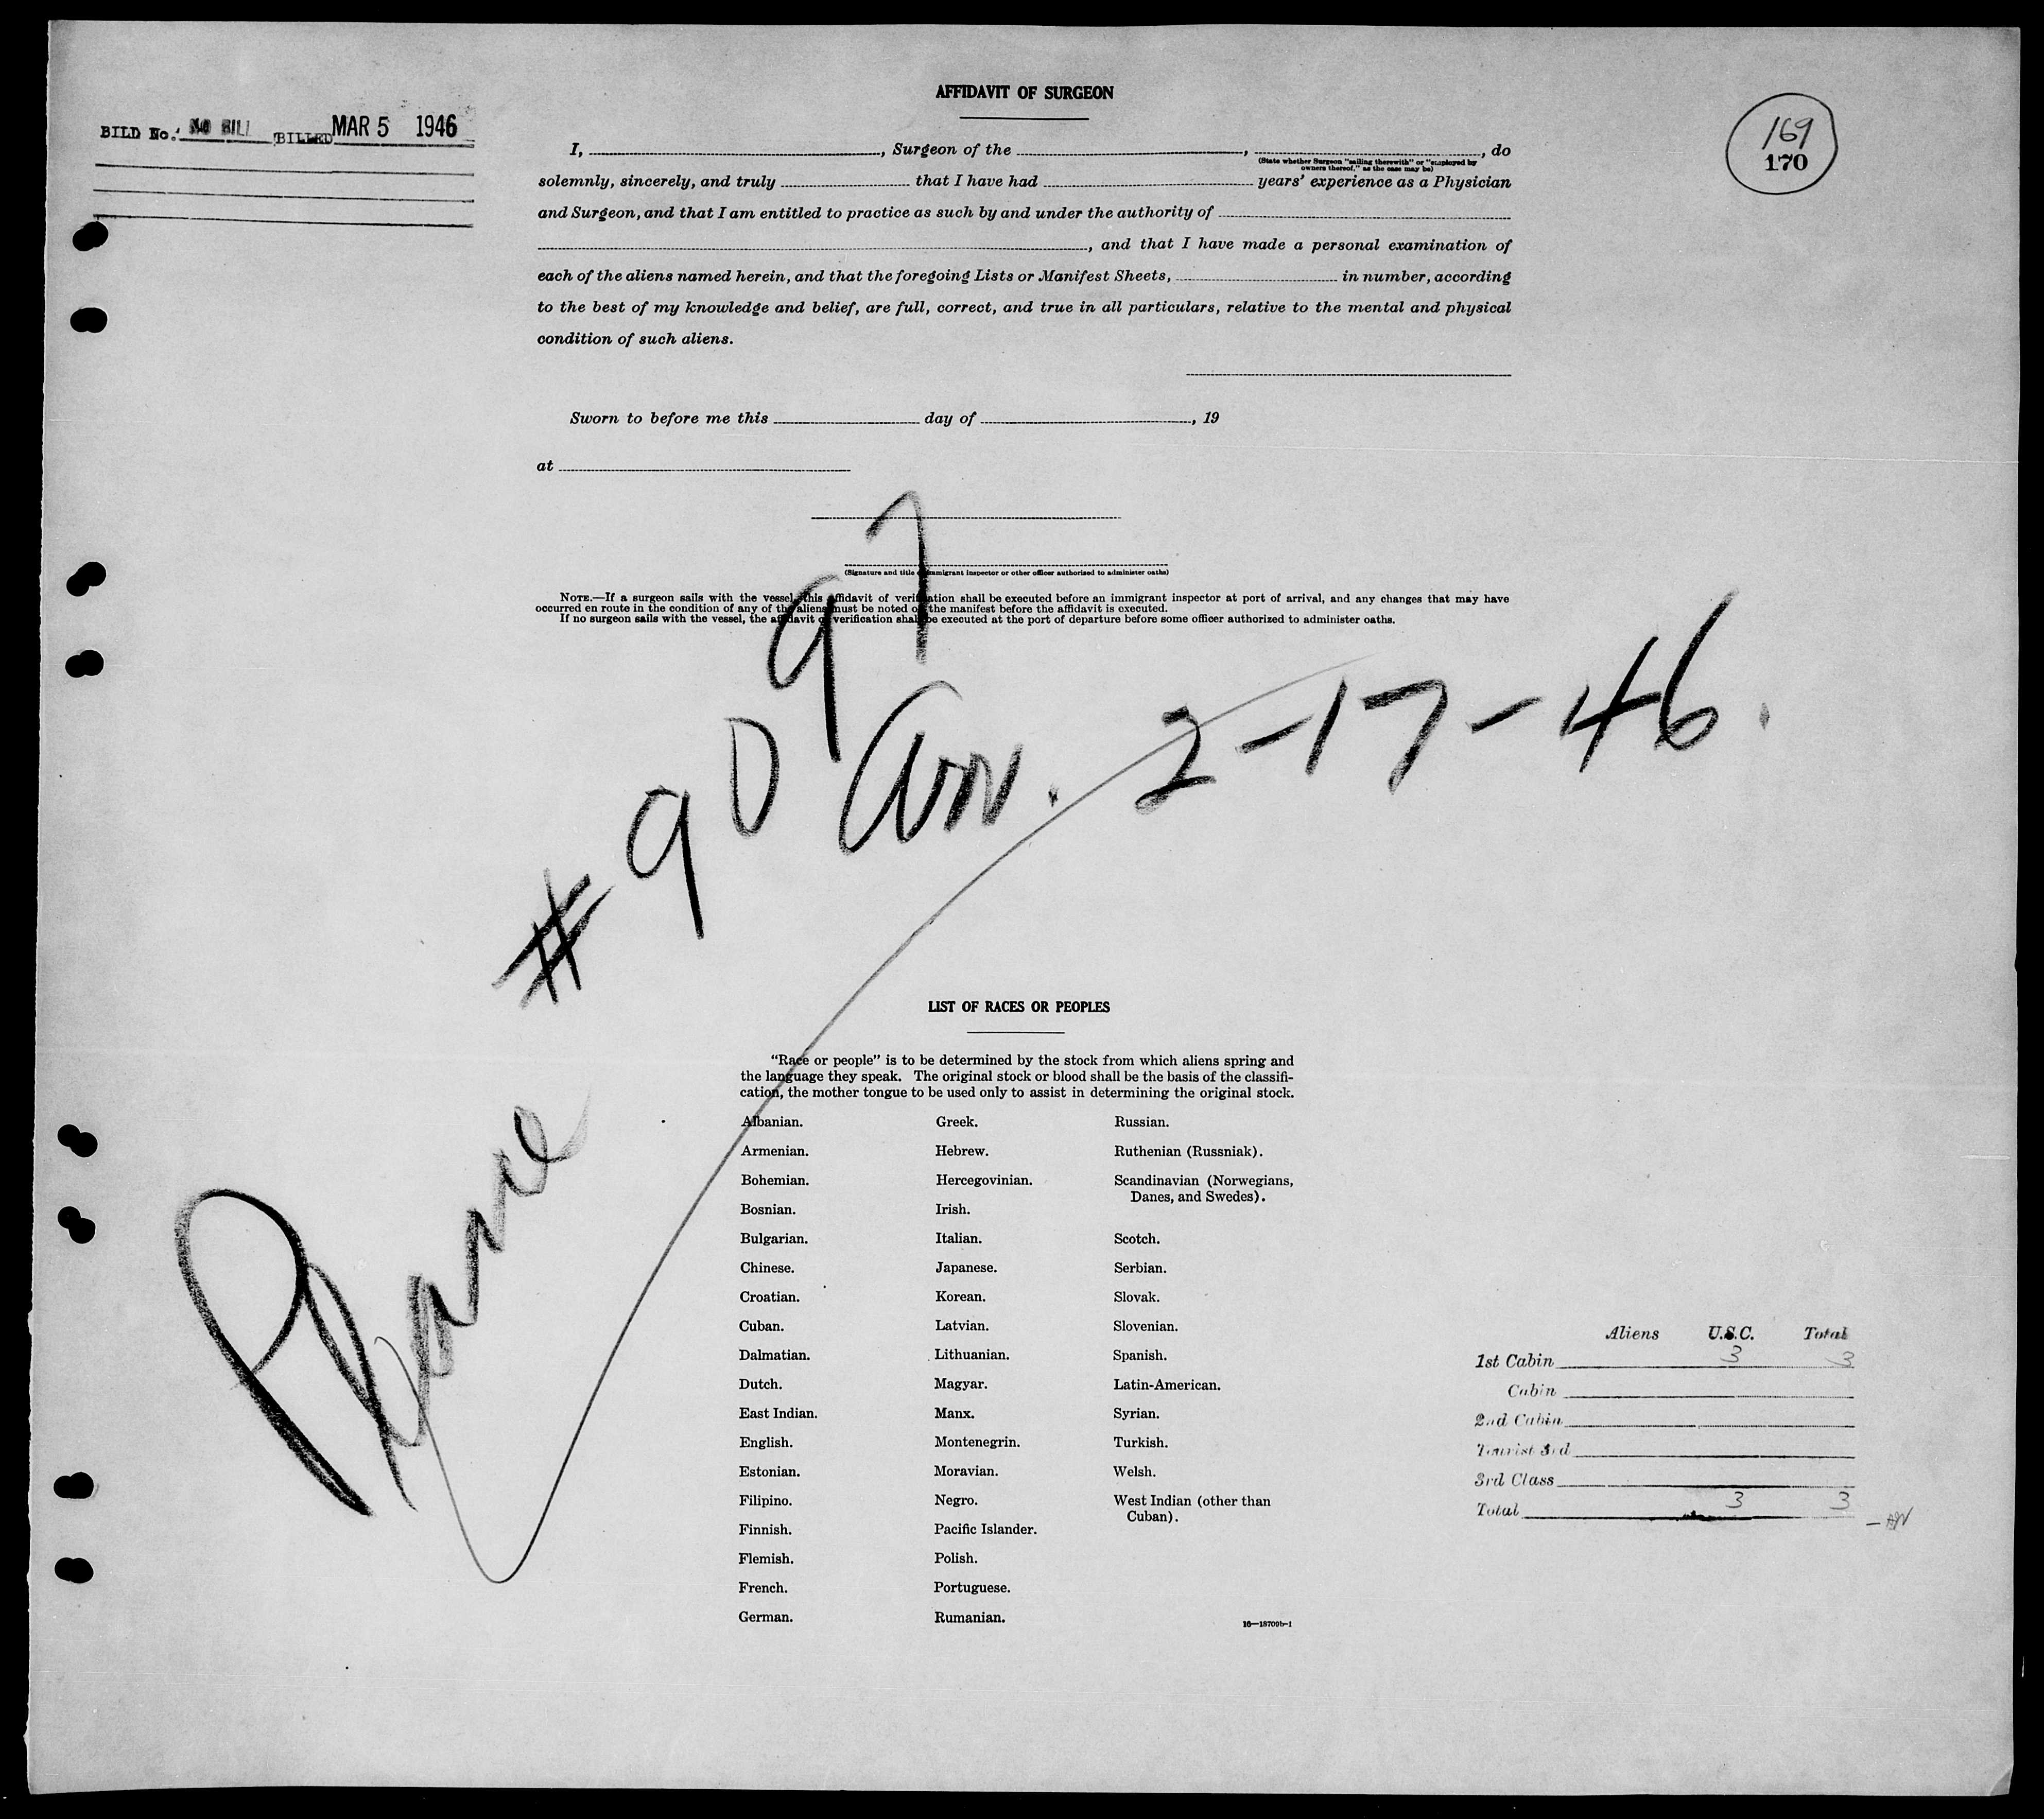 AFFIDAVIT OF SURGEON
BILD No. NO BILL BILLED MAR 5 1946
169
170
I, , Surgeon of the , , do
(State whether Surgeon "sailing therewith" or "employed by
owners thereof," as the case may be)
solemnly, sincerely, and truly that I have had years' experience as a Physician
and Surgeon, and that I am entitled to practice as such by and under the authority of
, and that I have made a personal examination of
each of the aliens named herein, and that the foregoing Lists or Manifest Sheets, in number, according
to the best of my knowledge and belief, are full, correct, and true in all particulars, relative to the mental and physical
condition of such aliens.
Sworn to before me this day of , 19
at
(Signature and title of immigrant inspector or other officer authorized to administer oaths)
NOTE.—If a surgeon sails with the vessel, this affidavit of verification shall be executed before an immigrant inspector at port of arrival, and any changes that may have
occurred en route in the condition of any of the aliens must be noted on the manifest before the affidavit is executed.
If no surgeon sails with the vessel, the affidavit of verification shall be executed at the port of departure before some officer authorized to administer oaths.
Plane # 9097
Arr. 2-17-46.
LIST OF RACES OR PEOPLES
"Race or people" is to be determined by the stock from which aliens spring and
the language they speak. The original stock or blood shall be the basis of the classifi-
cation, the mother tongue to be used only to assist in determining the original stock.
Albanian.
Armenian.
Bohemian.
Bosnian.
Bulgarian.
Chinese.
Croatian.
Cuban.
Dalmatian.
Dutch.
East Indian.
English.
Estonian.
Filipino.
Finnish.
Flemish.
French.
German.
Greek.
Hebrew.
Hercegovinian.
Irish.
Italian.
Japanese.
Korean.
Latvian.
Lithuanian.
Magyar.
Manx.
Montenegrin.
Moravian.
Negro.
Pacific Islander.
Polish.
Portuguese.
Rumanian.
Russian.
Ruthenian (Russniak).
Scandinavian (Norwegians,
Danes, and Swedes).
Scotch.
Serbian.
Slovak.
Slovenian.
Spanish.
Latin-American.
Syrian.
Turkish.
Welsh.
West Indian (other than
Cuban).
16—18709b-1
Aliens U.S.C. Total
1st Cabin 3 3
Cabin
2nd Cabin
Tourist 3rd
3rd Class
Total 3 3